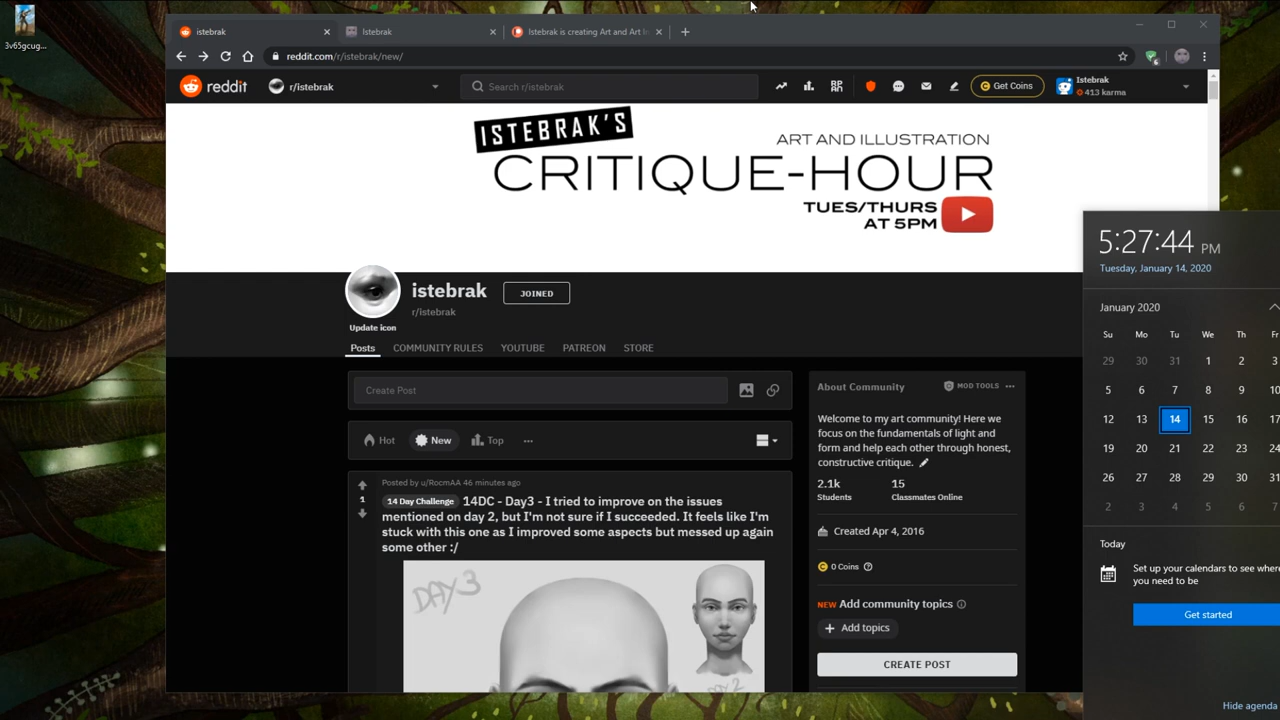 3v65gcug...
istebrak
Istebrak
Istebrak is creating Art and Art I
reddit.com/r/istebrak/new/
reddit
r/istebrak
Search r/istebrak
Get Coins
Istebrak
413 karma
ISTEBRAK'S
ART AND ILLUSTRATION
CRITIQUE-HOUR
TUES/THURS
AT 5PM
istebrak
JOINED
r/istebrak
Update icon
Posts
COMMUNITY RULES
YOUTUBE
PATREON
STORE
Create Post
Hot
New
Top
Posted by u/RocmAA 46 minutes ago
1
14 Day Challenge 14DC - Day3 - I tried to improve on the issues
mentioned on day 2, but I'm not sure if I succeeded. It feels like I'm
stuck with this one as I improved some aspects but messed up again
some other :/
DAY 3
DAY 2
About Community
MOD TOOLS
Welcome to my art community! Here we
focus on the fundamentals of light and
form and help each other through honest,
constructive critique.
2.1k
15
Students
Classmates Online
Created Apr 4, 2016
0 Coins
NEW Add community topics
+ Add topics
CREATE POST
5:27:44 PM
Tuesday, January 14, 2020
January 2020
Su Mo Tu We Th Fr
29 30 31 1 2 3
5 6 7 8 9 10
12 13 14 15 16 17
19 20 21 22 23 24
26 27 28 29 30 31
2 3 4 5 6 7
Today
Set up your calendars to see where
you need to be
Get started
Hide agenda